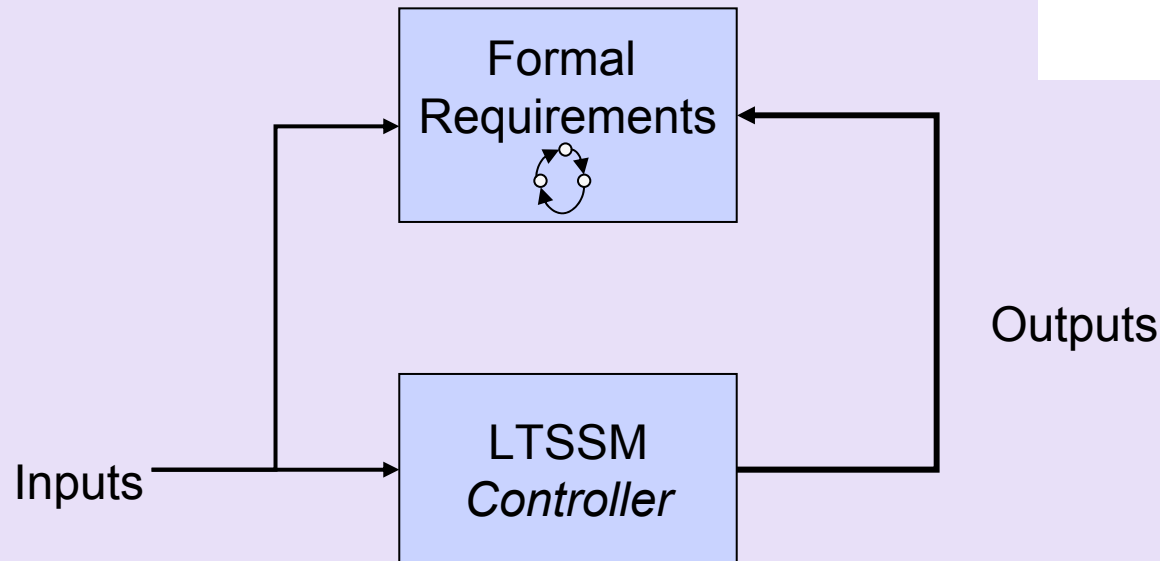 Formal
Requirements
Outputs
LTSSM
Controller
Inputs